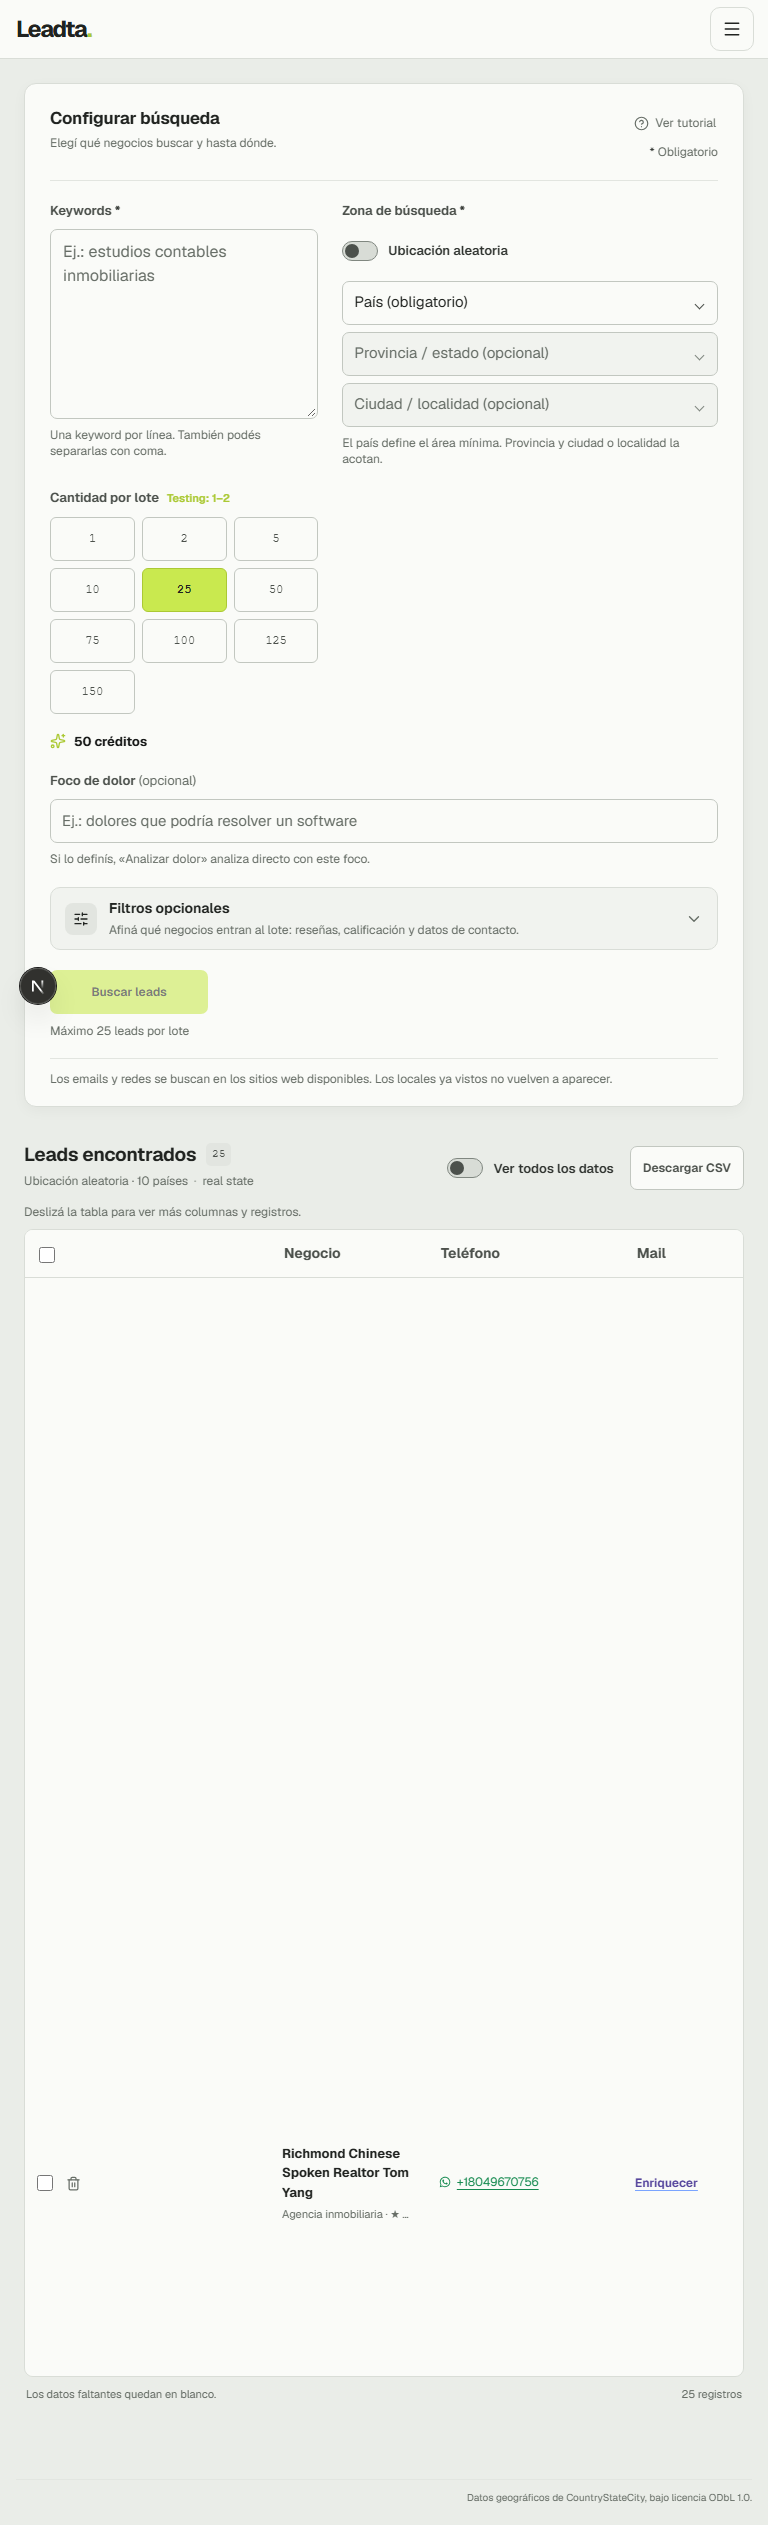 Leadta.
Configurar búsqueda
Elegí qué negocios buscar y hasta dónde.
Ver tutorial
* Obligatorio
Keywords *
Ej.: estudios contables
inmobiliarias
Una keyword por línea. También podés
separarlas con coma.
Zona de búsqueda *
Ubicación aleatoria
País (obligatorio)
Provincia / estado (opcional)
Ciudad / localidad (opcional)
El país define el área mínima. Provincia y ciudad o localidad la
acotan.
Cantidad por lote Testing: 1–2
1 2 5
10 25 50
75 100 125
150
50 créditos
Foco de dolor (opcional)
Ej.: dolores que podría resolver un software
Si lo definís, «Analizar dolor» analiza directo con este foco.
Filtros opcionales
Afiná qué negocios entran al lote: reseñas, calificación y datos de contacto.
N
Buscar leads
Máximo 25 leads por lote
Los emails y redes se buscan en los sitios web disponibles. Los locales ya vistos no vuelven a aparecer.
Leads encontrados 25
Ubicación aleatoria · 10 países · real state
Ver todos los datos
Descargar CSV
Deslizá la tabla para ver más columnas y registros.
Negocio Teléfono Mail
Richmond Chinese
Spoken Realtor Tom
Yang
Agencia inmobiliaria · ★ ...
+18049670756
Enriquecer
Los datos faltantes quedan en blanco.
25 registros
Datos geográficos de CountryStateCity, bajo licencia ODbL 1.0.